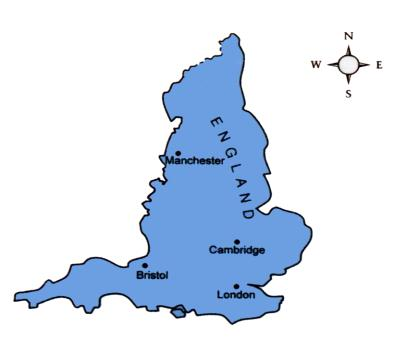 N
W E
S
ENGLAND
Manchester
Cambridge
Bristol
London